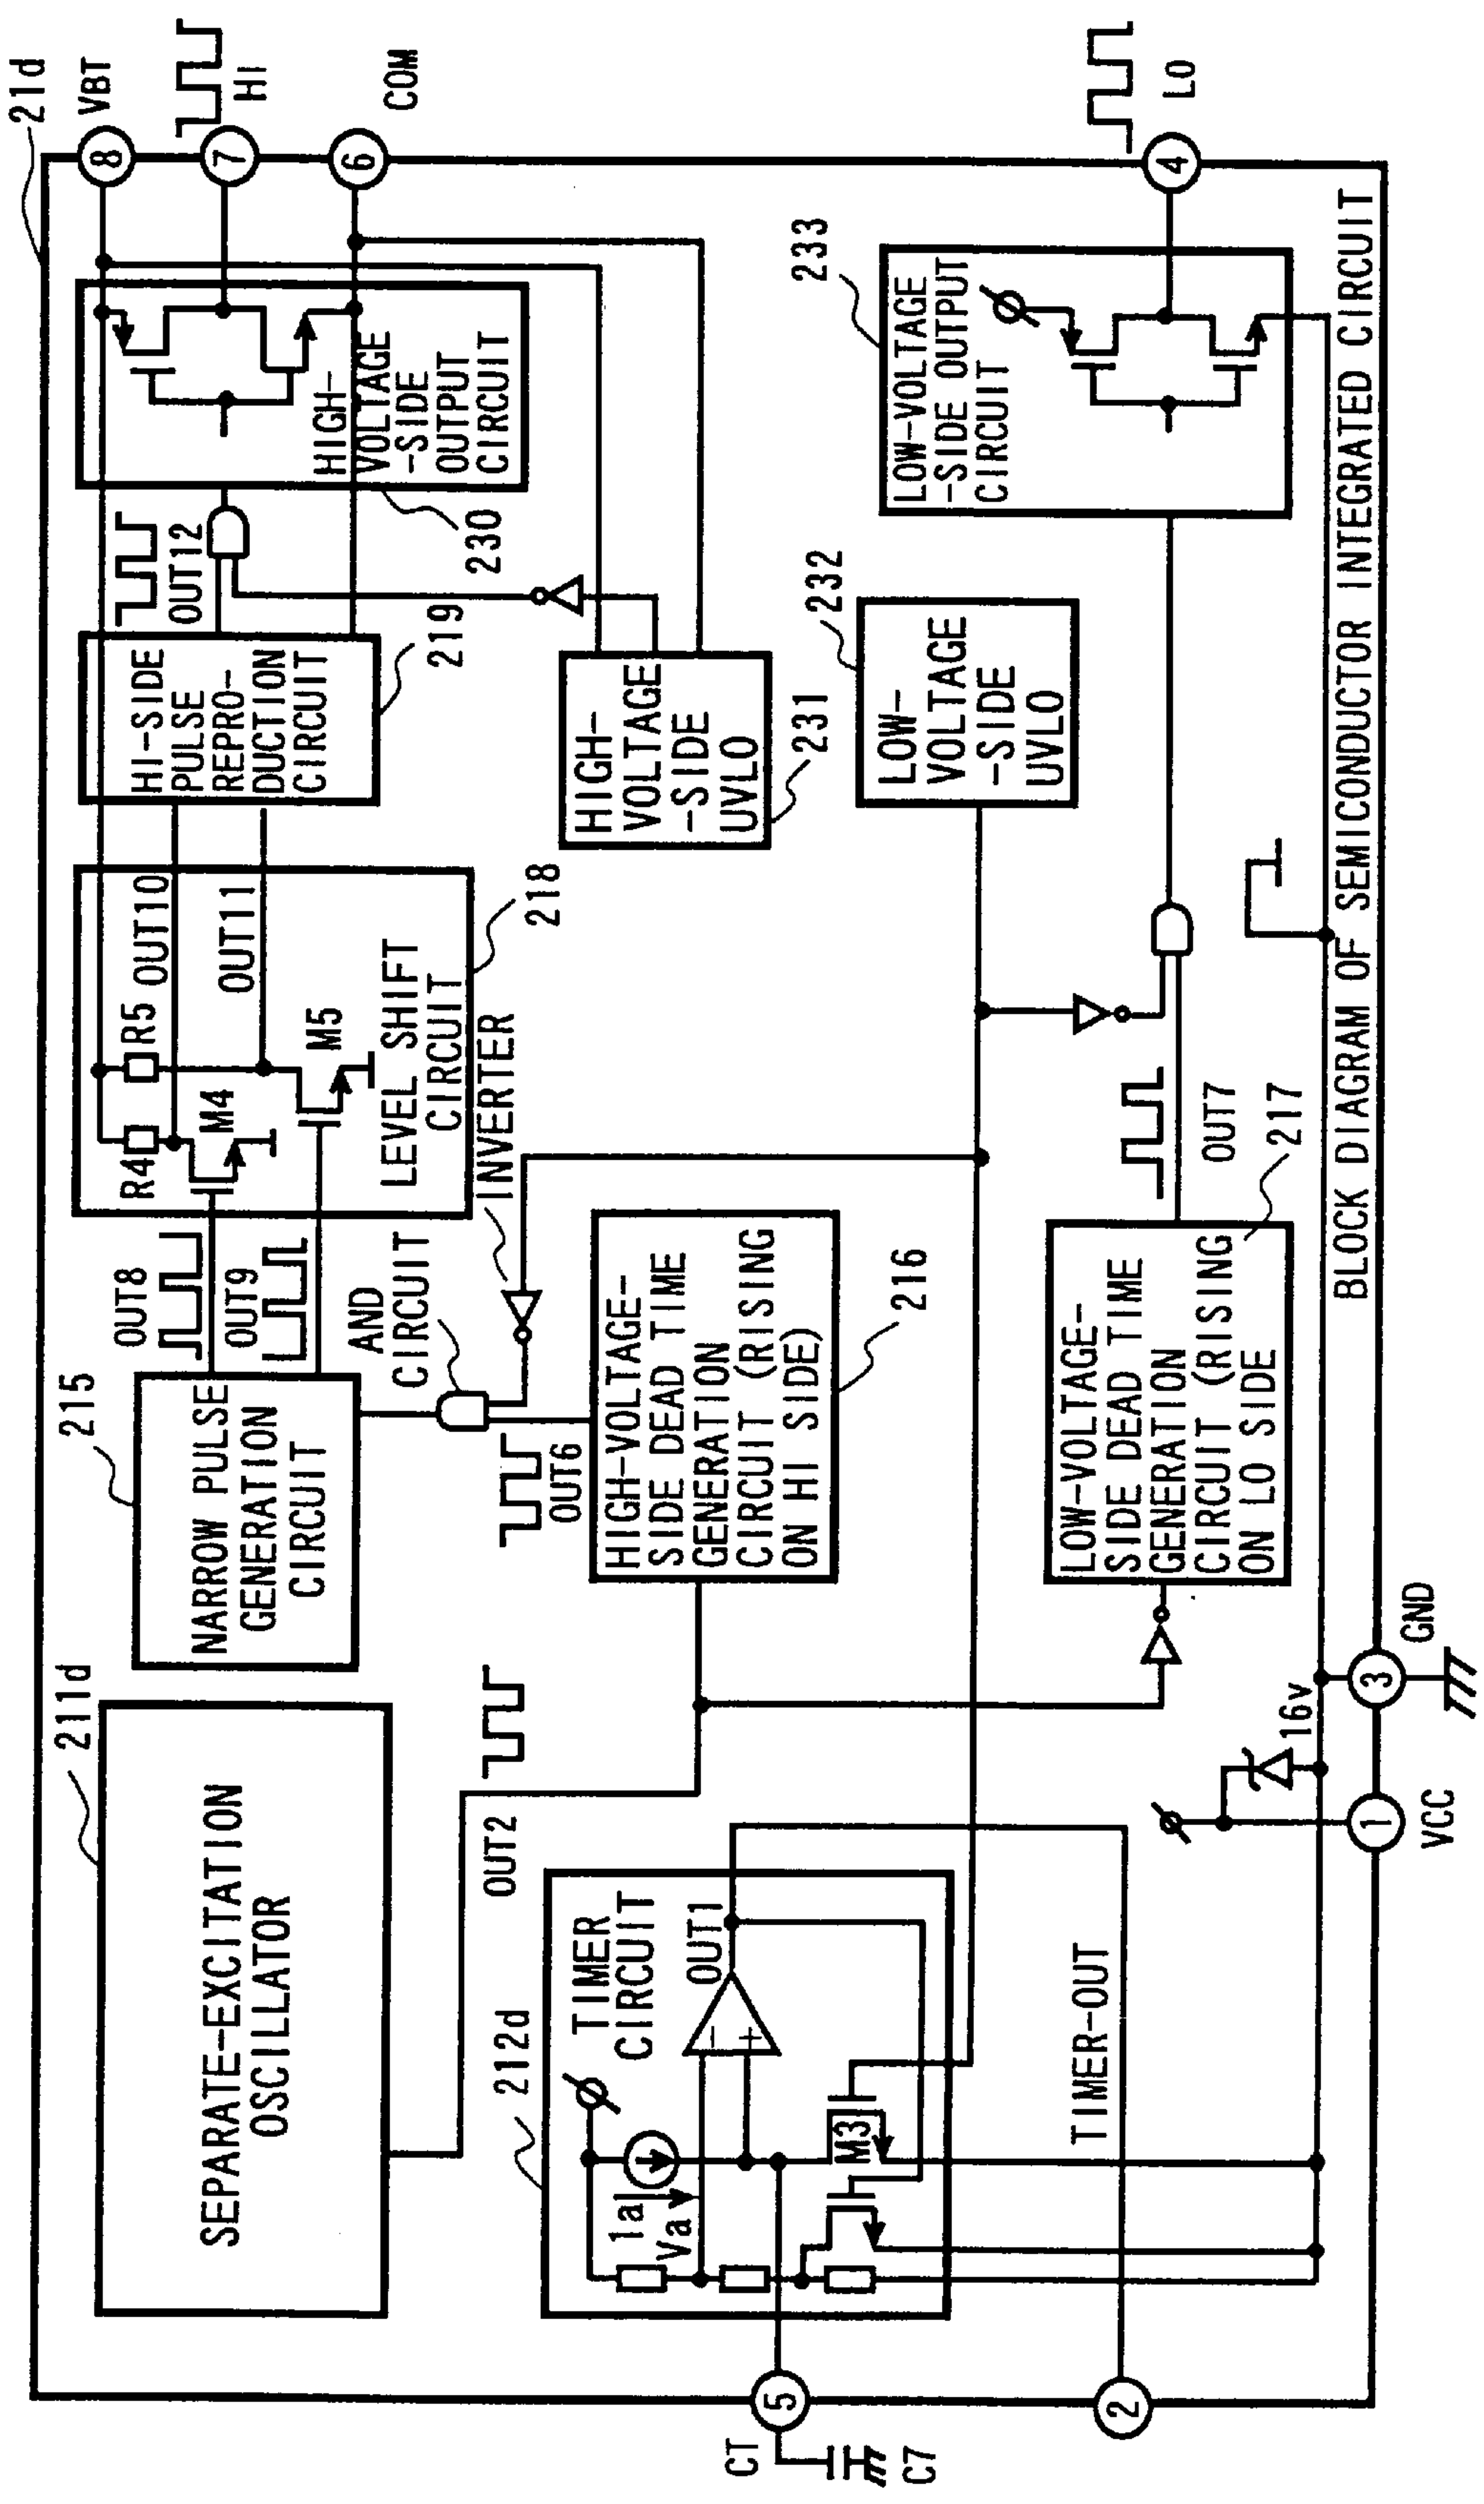 21d
8
VBT
7
HI
6
COM
4
LO
211d
SEPARATE-EXCITATION
OSCILLATOR
215
NARROW PULSE
GENERATION
CIRCUIT
OUT8
OUT9
R4
R5
OUT10
OUT11
M4
M5
LEVEL SHIFT
CIRCUIT
218
HI-SIDE
PULSE
REPRO-
DUCTION
CIRCUIT
219
OUT12
HIGH-
VOLTAGE
-SIDE
OUTPUT
CIRCUIT
230
AND
CIRCUIT
INVERTER
OUT2
OUT6
HIGH-VOLTAGE-
SIDE DEAD TIME
GENERATION
CIRCUIT (RISING
ON HI SIDE)
216
HIGH-
VOLTAGE
-SIDE
UVLO
231
LOW-
VOLTAGE
-SIDE
UVLO
232
LOW-VOLTAGE
-SIDE OUTPUT
CIRCUIT
233
212d
TIMER
CIRCUIT
OUT1
Ia
Va
M3
- +
TIMER-OUT
LOW-VOLTAGE-
SIDE DEAD TIME
GENERATION
CIRCUIT (RISING
ON LO SIDE
217
OUT7
16v
5
CT
C7
2
1
VCC
3
GND
BLOCK DIAGRAM OF SEMICONDUCTOR INTEGRATED CIRCUIT